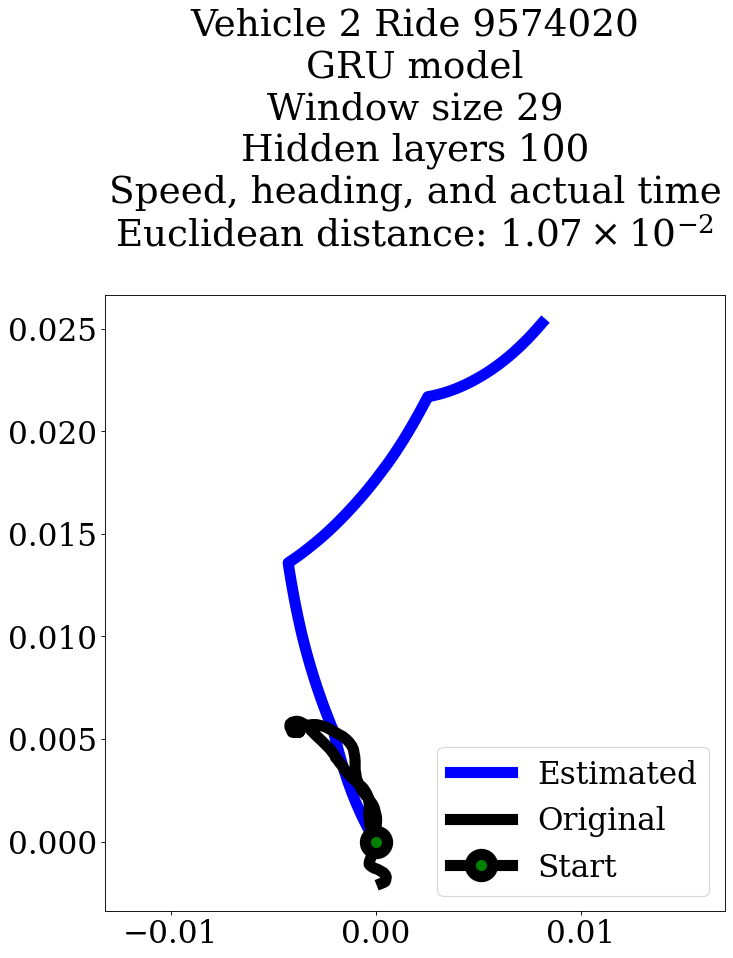 Vehicle 2 Ride 9574020
GRU model
Window size 29
Hidden layers 100
Speed, heading, and actual time
Euclidean distance: 1.07 × 10⁻²
0.025
0.020
0.015
0.010
0.005
0.000
−0.01
0.00
0.01
Estimated
Original
Start